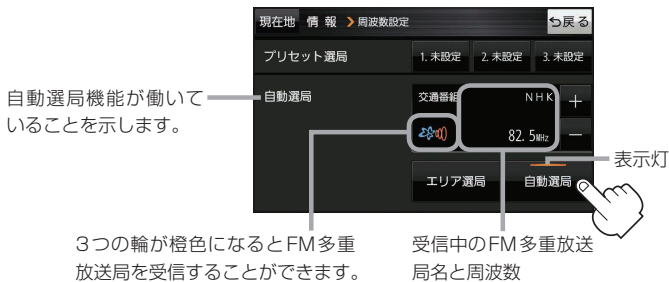 現在地 情 報 周波数設定 戻る
プリセット選局 1. 未設定 2. 未設定 3. 未設定
自動選局機能が働いて
いることを示します。
自動選局 交通番組 NHK +
82. 5MHz −
表示灯
エリア選局 自動選局
3つの輪が橙色になるとFM多重
放送局を受信することができます。
受信中のFM多重放送
局名と周波数